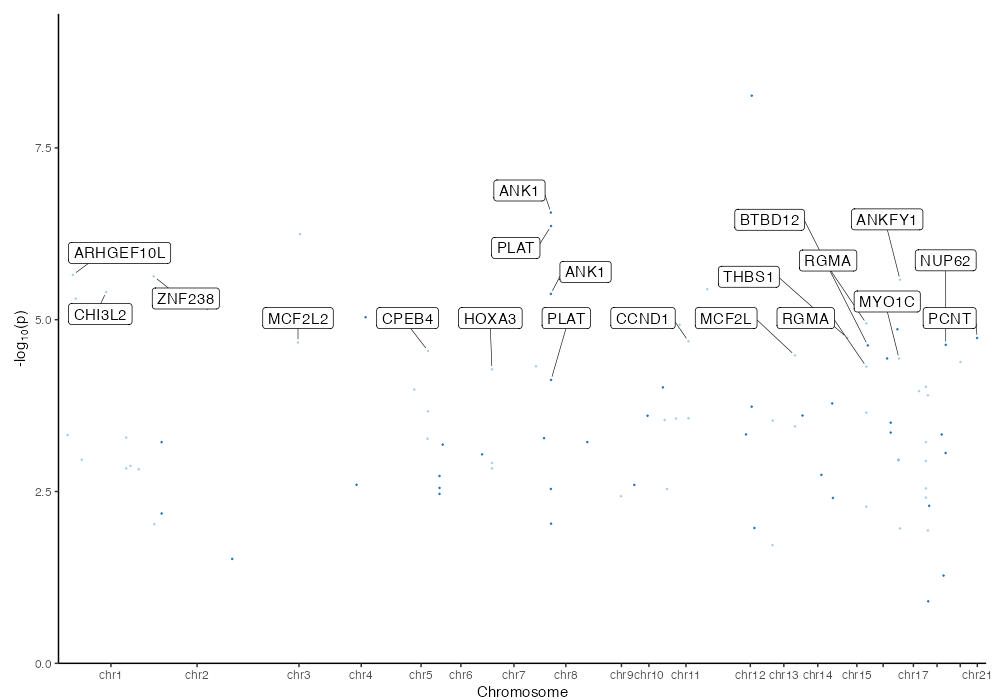 7.5
5.0
2.5
0.0
-log10(p)
ANK1
PLAT
ANK1
BTBD12
ANKFY1
ARHGEF10L
RGMA
NUP62
THBS1
ZNF238
MYO1C
CHI3L2
MCF2L2
CPEB4
HOXA3
PLAT
CCND1
MCF2L
RGMA
PCNT
chr1 chr2 chr3 chr4 chr5 chr6 chr7 chr8 chr9 chr10 chr11 chr12 chr13 chr14 chr15 chr17 chr21
Chromosome